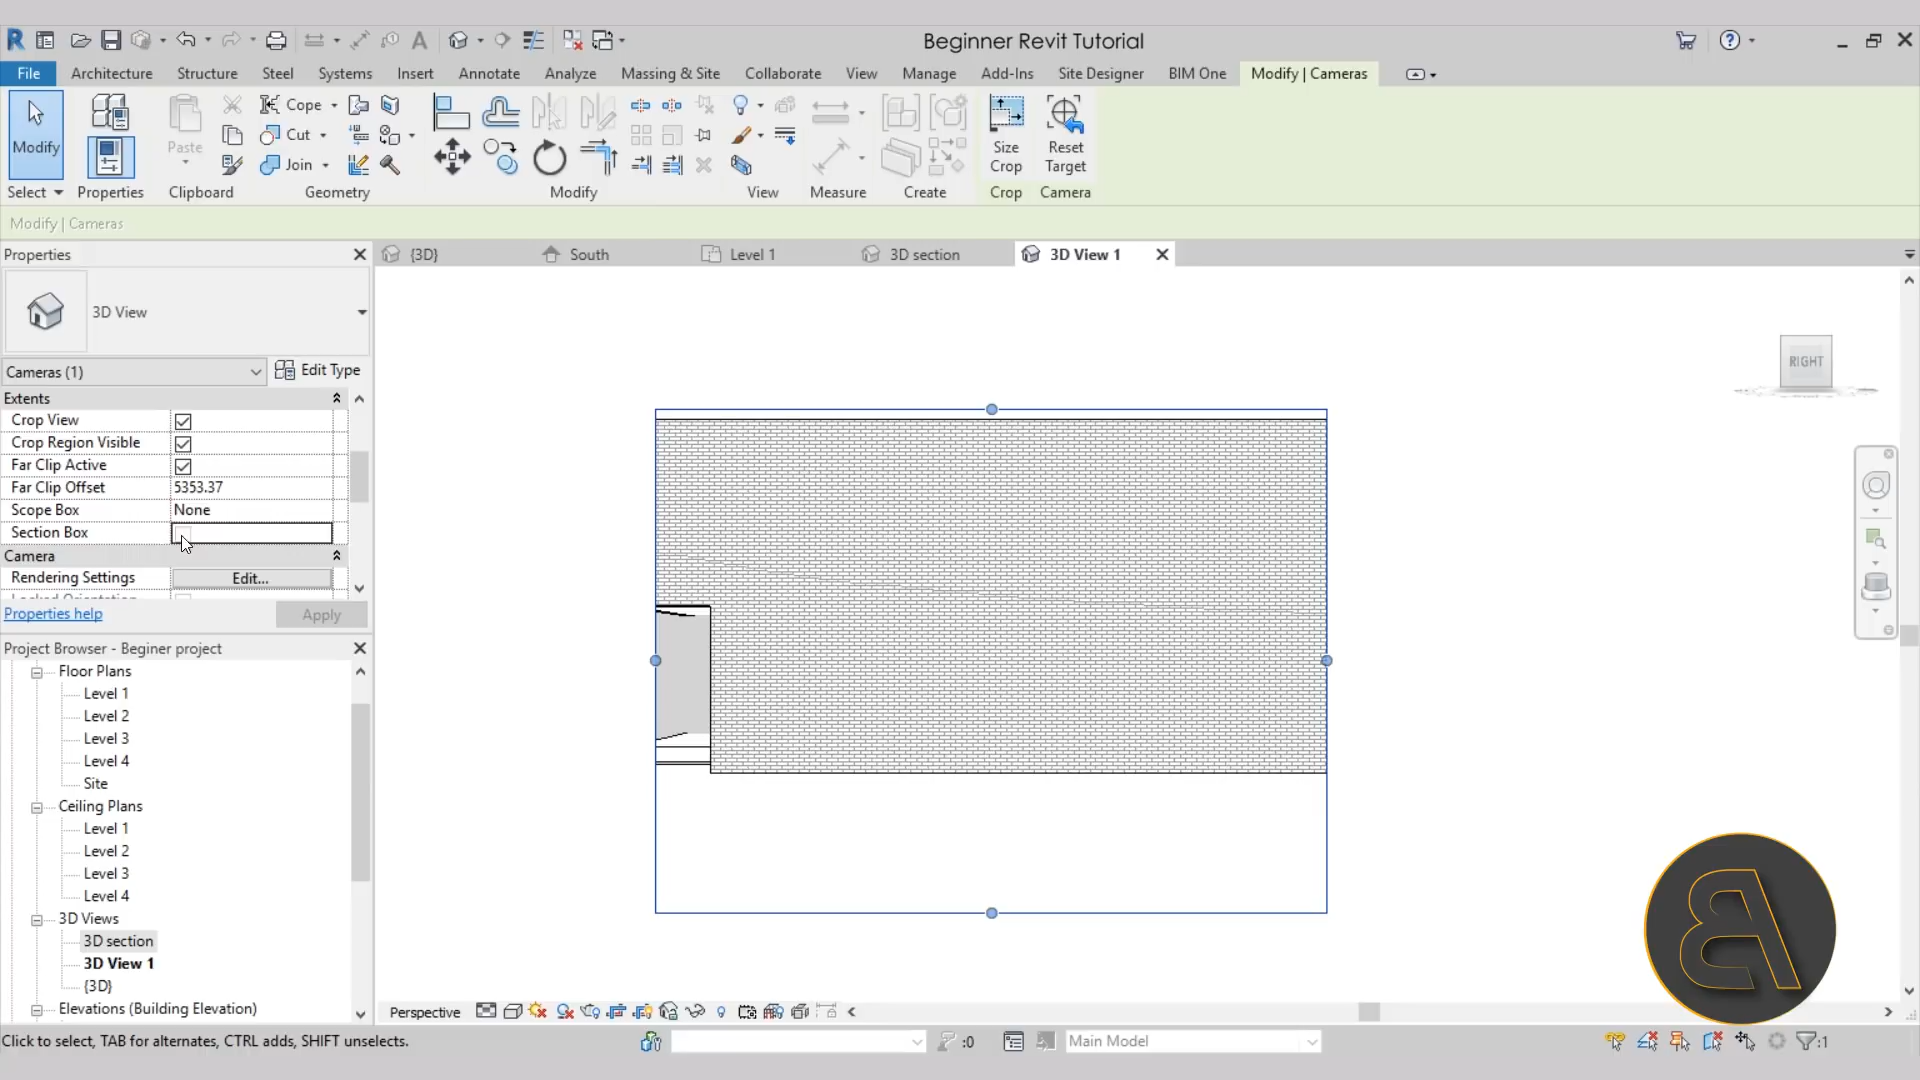 Beginner Revit Tutorial
File Architecture Structure Steel Systems Insert Annotate Analyze Massing & Site Collaborate View Manage Add-Ins Site Designer BIM One Modify | Cameras
Modify
Paste
Cope
Cut
Join
Size Crop
Reset Target
Select Properties Clipboard Geometry Modify View Measure Create Crop Camera
Modify | Cameras
Properties
{3D} South Level 1 3D section 3D View 1
3D View
Cameras (1) Edit Type
Extents
Crop View
Crop Region Visible
Far Clip Active
Far Clip Offset 5353.37
Scope Box None
Section Box
Camera
Rendering Settings Edit...
Locked Orientation
Properties help Apply
RIGHT
Project Browser - Beginer project
Floor Plans
Level 1
Level 2
Level 3
Level 4
Site
Ceiling Plans
Level 1
Level 2
Level 3
Level 4
3D Views
3D section
3D View 1
{3D}
Elevations (Building Elevation)
Perspective
Click to select, TAB for alternates, CTRL adds, SHIFT unselects.
:0
Main Model
:1